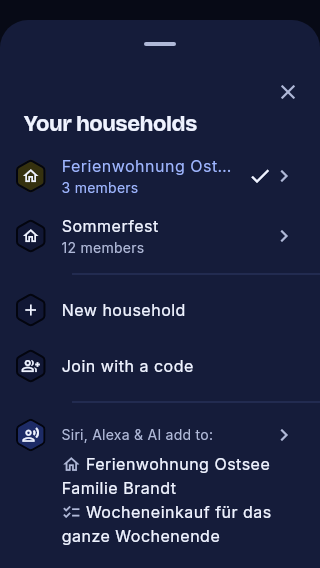 Your households
Ferienwohnung Ost...
3 members
Sommerfest
12 members
New household
Join with a code
Siri, Alexa & AI add to:
Ferienwohnung Ostsee
Familie Brandt
Wocheneinkauf für das
ganze Wochenende